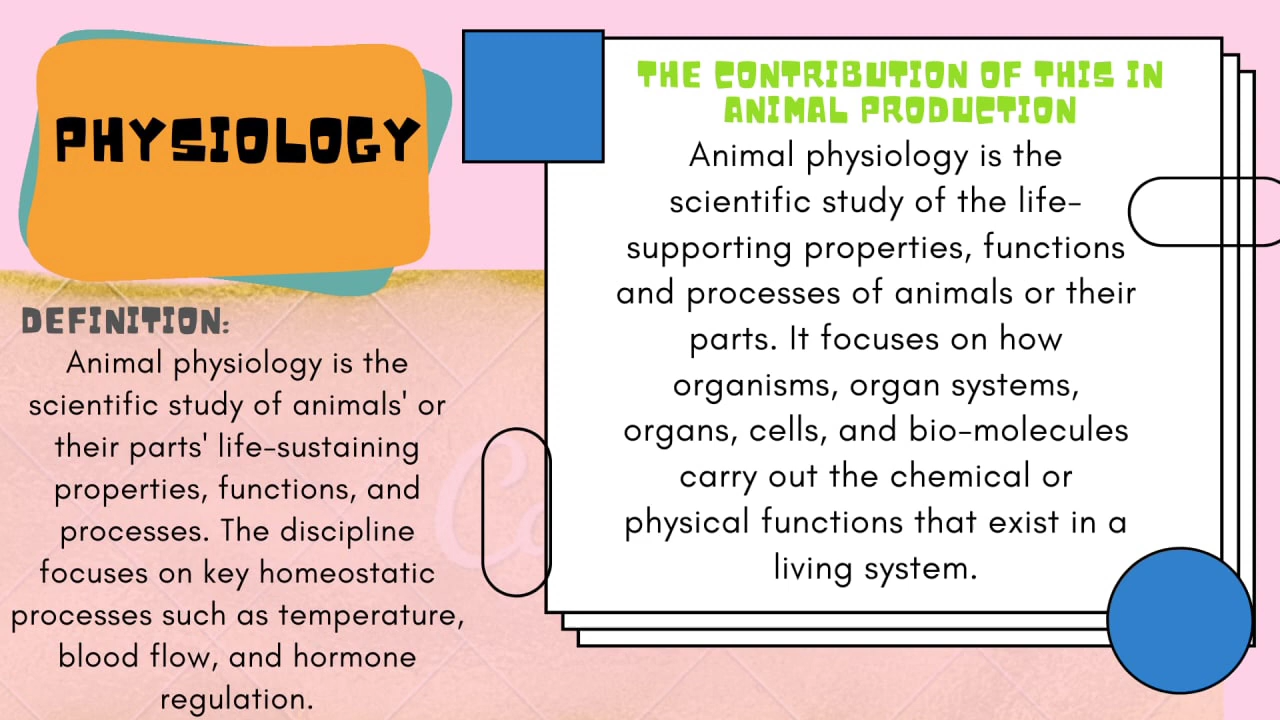 PHYSIOLOGY
DEFINITION:
Animal physiology is the
scientific study of animals' or
their parts' life-sustaining
properties, functions, and
processes. The discipline
focuses on key homeostatic
processes such as temperature,
blood flow, and hormone
regulation.
THE CONTRIBUTION OF THIS IN
ANIMAL PRODUCTION
Animal physiology is the
scientific study of the life-
supporting properties, functions
and processes of animals or their
parts. It focuses on how
organisms, organ systems,
organs, cells, and bio-molecules
carry out the chemical or
physical functions that exist in a
living system.